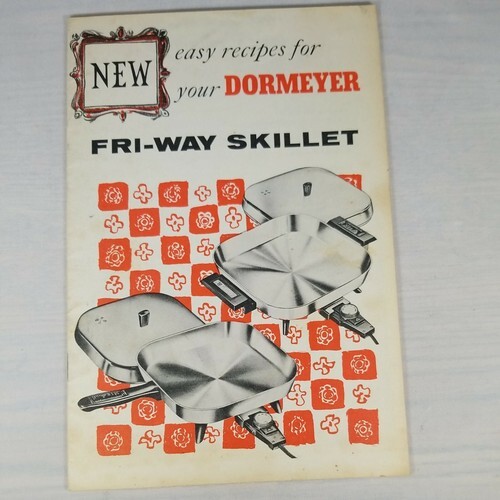 NEW
easy recipes for
your DORMEYER
FRI-WAY SKILLET